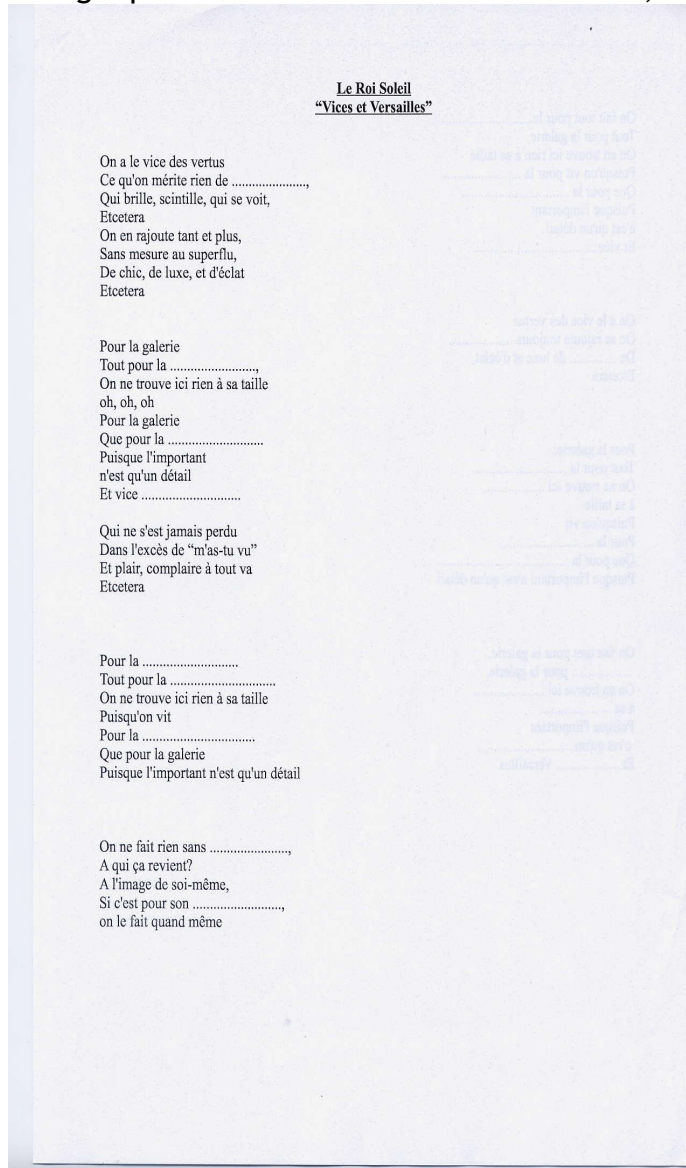 Le Roi Soleil
“Vices et Versailles”
On a le vice des vertus
Ce qu'on mérite rien de ......................,
Qui brille, scintille, qui se voit,
Etcetera
On en rajoute tant et plus,
Sans mesure au superflu,
De chic, de luxe, et d'éclat
Etcetera
Pour la galerie
Tout pour la .........................,
On ne trouve ici rien à sa taille
oh, oh, oh
Pour la galerie
Que pour la ............................
Puisque l'important
n'est qu'un détail
Et vice .............................
Qui ne s'est jamais perdu
Dans l'excès de “m'as-tu vu”
Et plair, complaire à tout va
Etcetera
Pour la ............................
Tout pour la ...............................
On ne trouve ici rien à sa taille
Puisqu'on vit
Pour la .................................
Que pour la galerie
Puisque l'important n'est qu'un détail
On ne fait rien sans .......................,
A qui ça revient?
A l'image de soi-même,
Si c'est pour son ..........................,
on le fait quand même